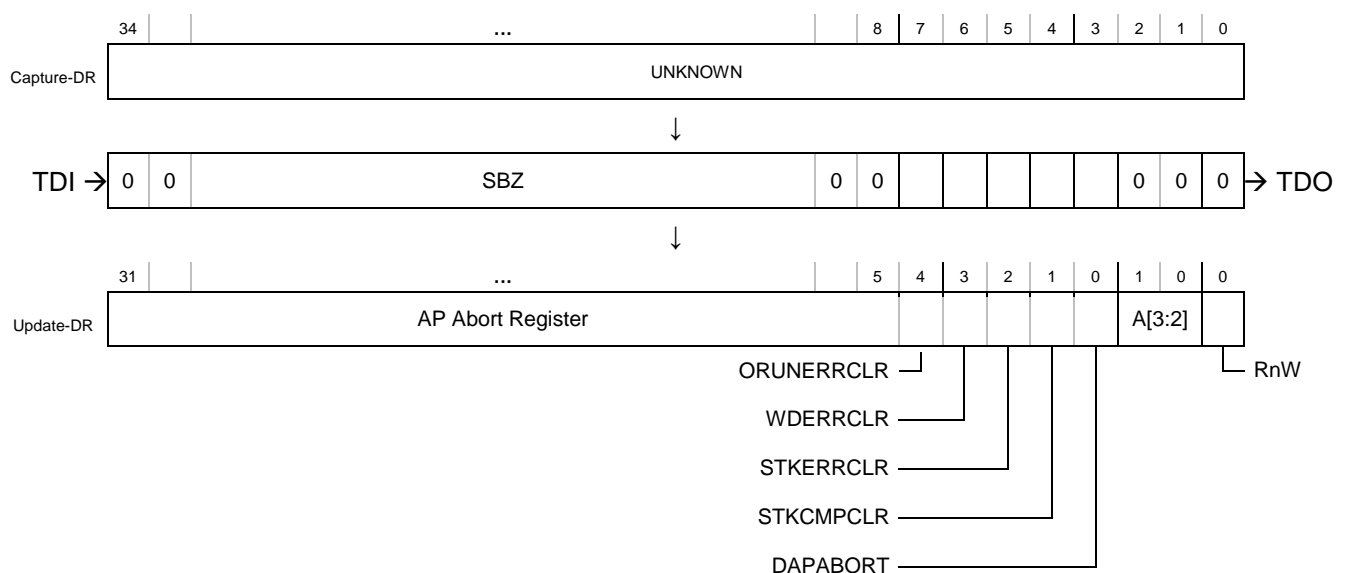 34 ... 8 7 6 5 4 3 2 1 0
Capture-DR UNKNOWN
↓
TDI → 0 0 SBZ 0 0 0 0 0 → TDO
↓
31 ... 5 4 3 2 1 0 1 0 0
Update-DR AP Abort Register A[3:2]
ORUNERRCLR RnW
WDERRCLR
STKERRCLR
STKCMPCLR
DAPABORT